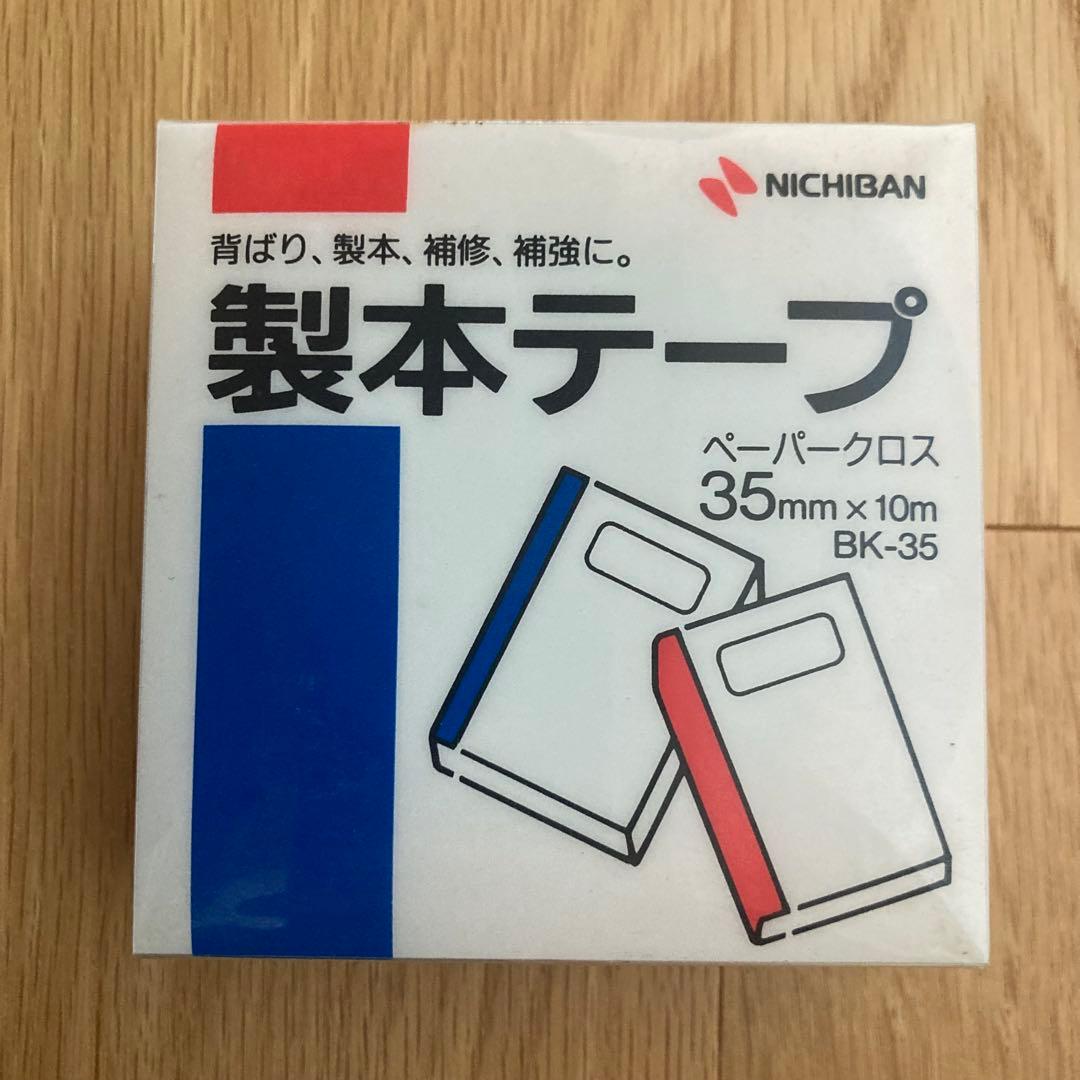 NICHIBAN
背ばり、製本、補修、補強に。
製本テープ
ペーパークロス
35mm×10m
BK-35